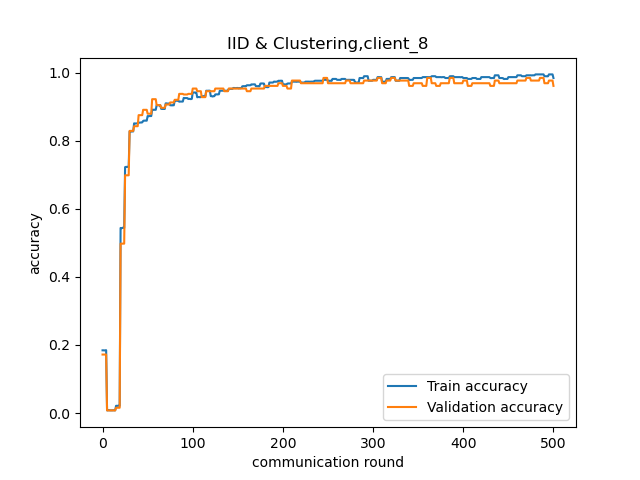 IID & Clustering,client_8
1.0
0.8
0.6
0.4
0.2
0.0
accuracy
0
100
200
300
400
500
communication round
Train accuracy
Validation accuracy